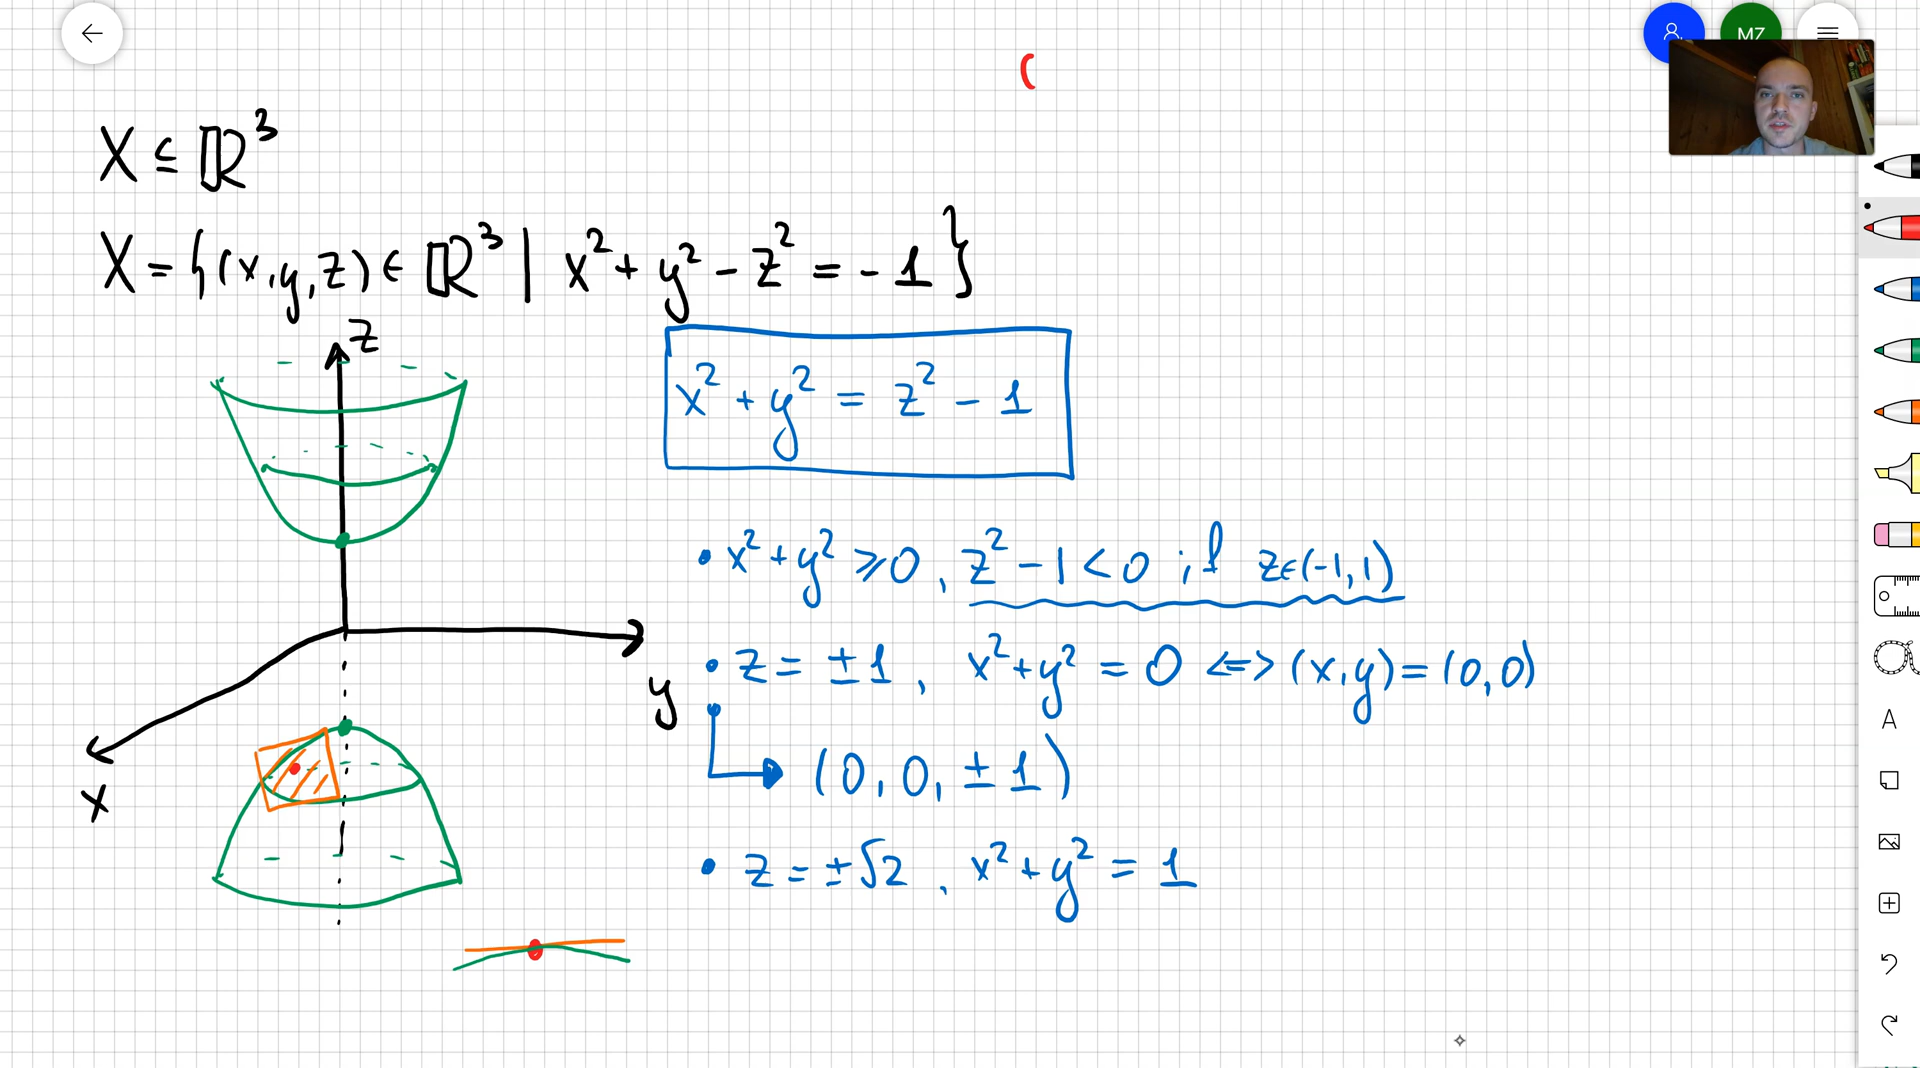 MZ
(
X ⊆ ℝ³
X = {(x,y,z) ∈ ℝ³ | x² + y² - z² = -1}
z
x² + y² = z² - 1
• x² + y² ⩾ 0, z² - 1 < 0 if z∈(-1,1)
• z = ±1, x² + y² = 0 <=> (x,y) = (0,0)
y
(0, 0, ±1)
x
• z = ±√2, x² + y² = 1
A